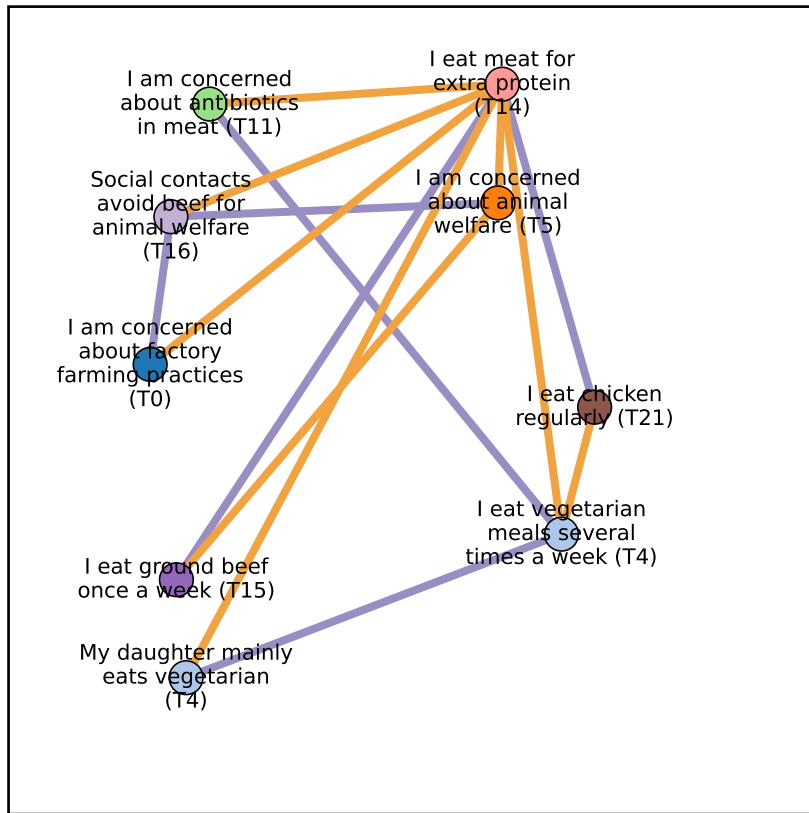 I eat meat for
extra protein
(T14)
I am concerned
about antibiotics
in meat (T11)
Social contacts
avoid beef for
animal welfare
(T16)
I am concerned
about animal
welfare (T5)
I am concerned
about factory
farming practices
(T0)
I eat chicken
regularly (T21)
I eat vegetarian
meals several
times a week (T4)
I eat ground beef
once a week (T15)
My daughter mainly
eats vegetarian
(T4)